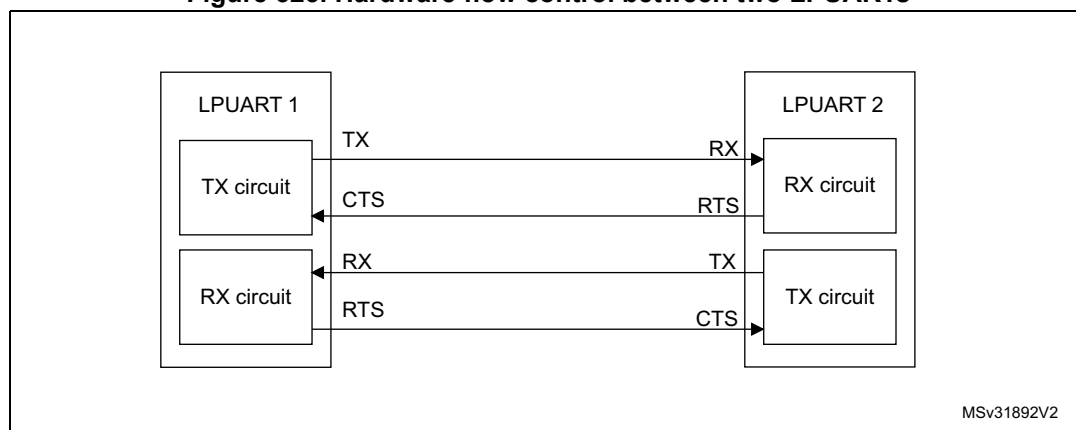 LPUART 1
LPUART 2
TX
RX
TX circuit
RX circuit
CTS
RTS
RX
TX
RX circuit
TX circuit
RTS
CTS
MSv31892V2